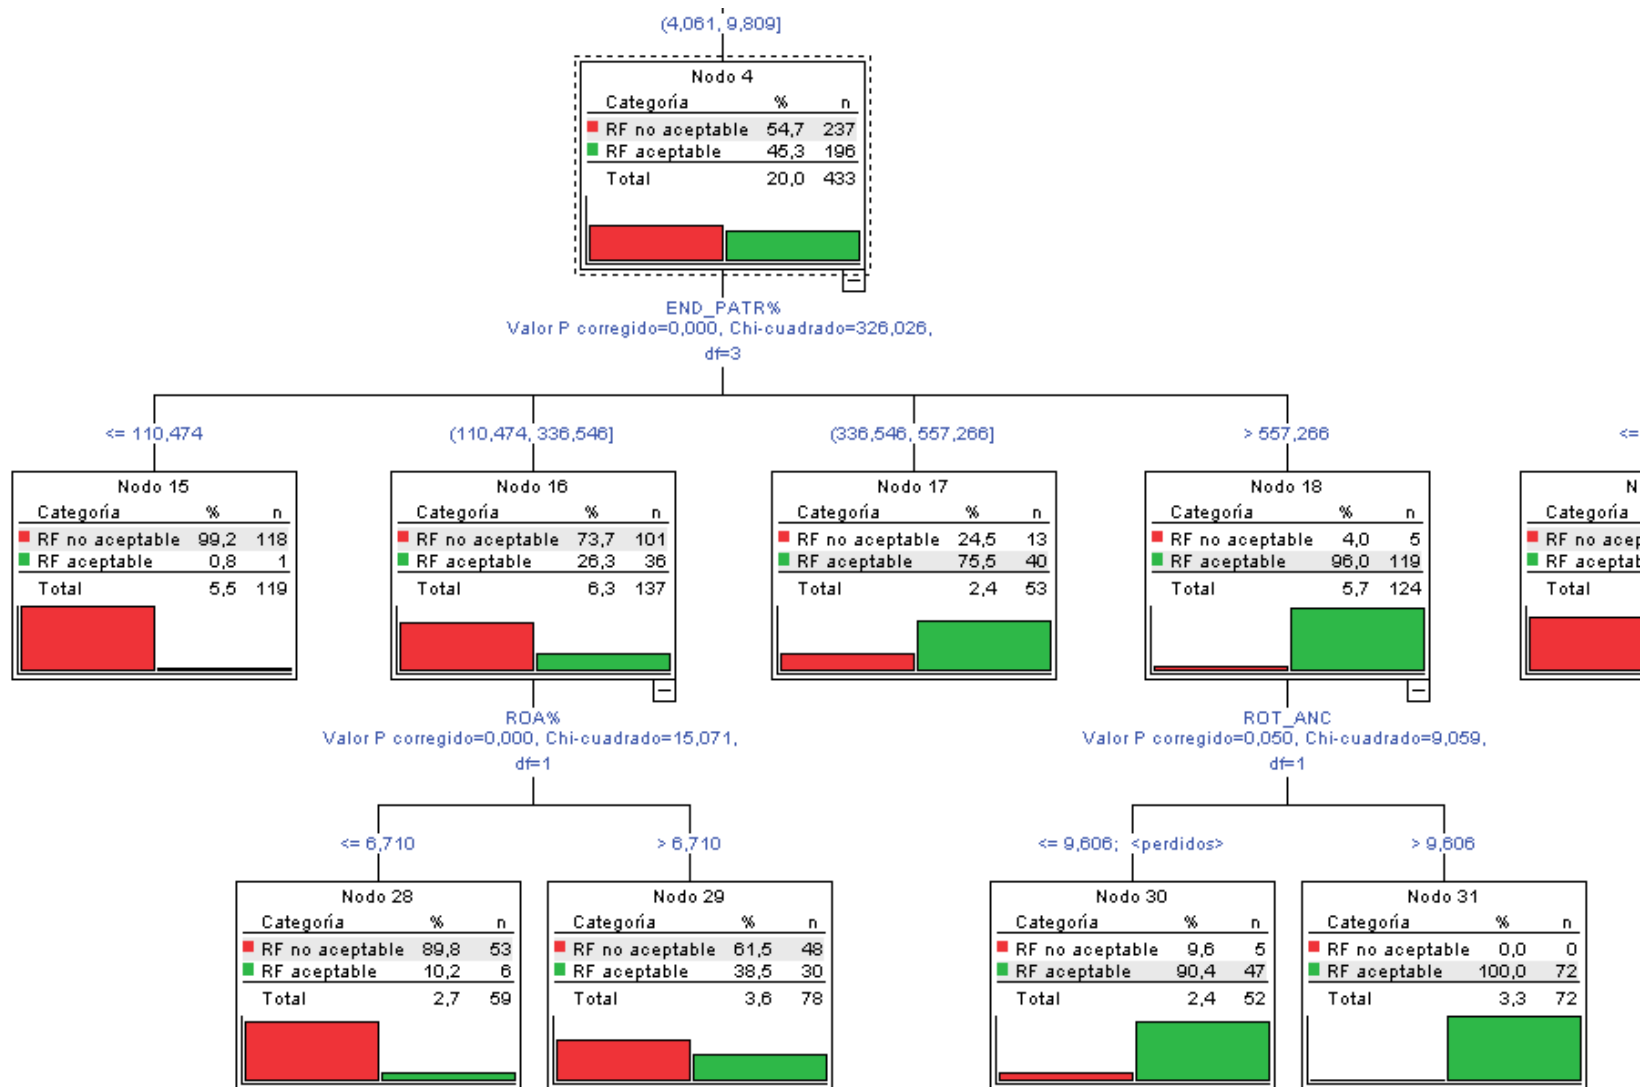 (4,061, 9,809]
Nodo 4
Categoría % n
RF no aceptable 54,7 237
RF aceptable 45,3 196
Total 20,0 433
END_PATR%
Valor P corregido=0,000, Chi-cuadrado=326,026,
df=3
<= 110,474
(110,474, 336,546]
(336,546, 557,266]
> 557,266
<=
Nodo 15
Categoría % n
RF no aceptable 99,2 118
RF aceptable 0,8 1
Total 5,5 119
Nodo 16
Categoría % n
RF no aceptable 73,7 101
RF aceptable 26,3 36
Total 6,3 137
Nodo 17
Categoría % n
RF no aceptable 24,5 13
RF aceptable 75,5 40
Total 2,4 53
Nodo 18
Categoría % n
RF no aceptable 4,0 5
RF aceptable 96,0 119
Total 5,7 124
N
Categoría
RF no acep
RF aceptab
Total
ROA%
Valor P corregido=0,000, Chi-cuadrado=15,071,
df=1
ROT_ANC
Valor P corregido=0,050, Chi-cuadrado=9,059,
df=1
<= 6,710
> 6,710
<= 9,606; <perdidos>
> 9,606
Nodo 28
Categoría % n
RF no aceptable 89,8 53
RF aceptable 10,2 6
Total 2,7 59
Nodo 29
Categoría % n
RF no aceptable 61,5 48
RF aceptable 38,5 30
Total 3,6 78
Nodo 30
Categoría % n
RF no aceptable 9,6 5
RF aceptable 90,4 47
Total 2,4 52
Nodo 31
Categoría % n
RF no aceptable 0,0 0
RF aceptable 100,0 72
Total 3,3 72